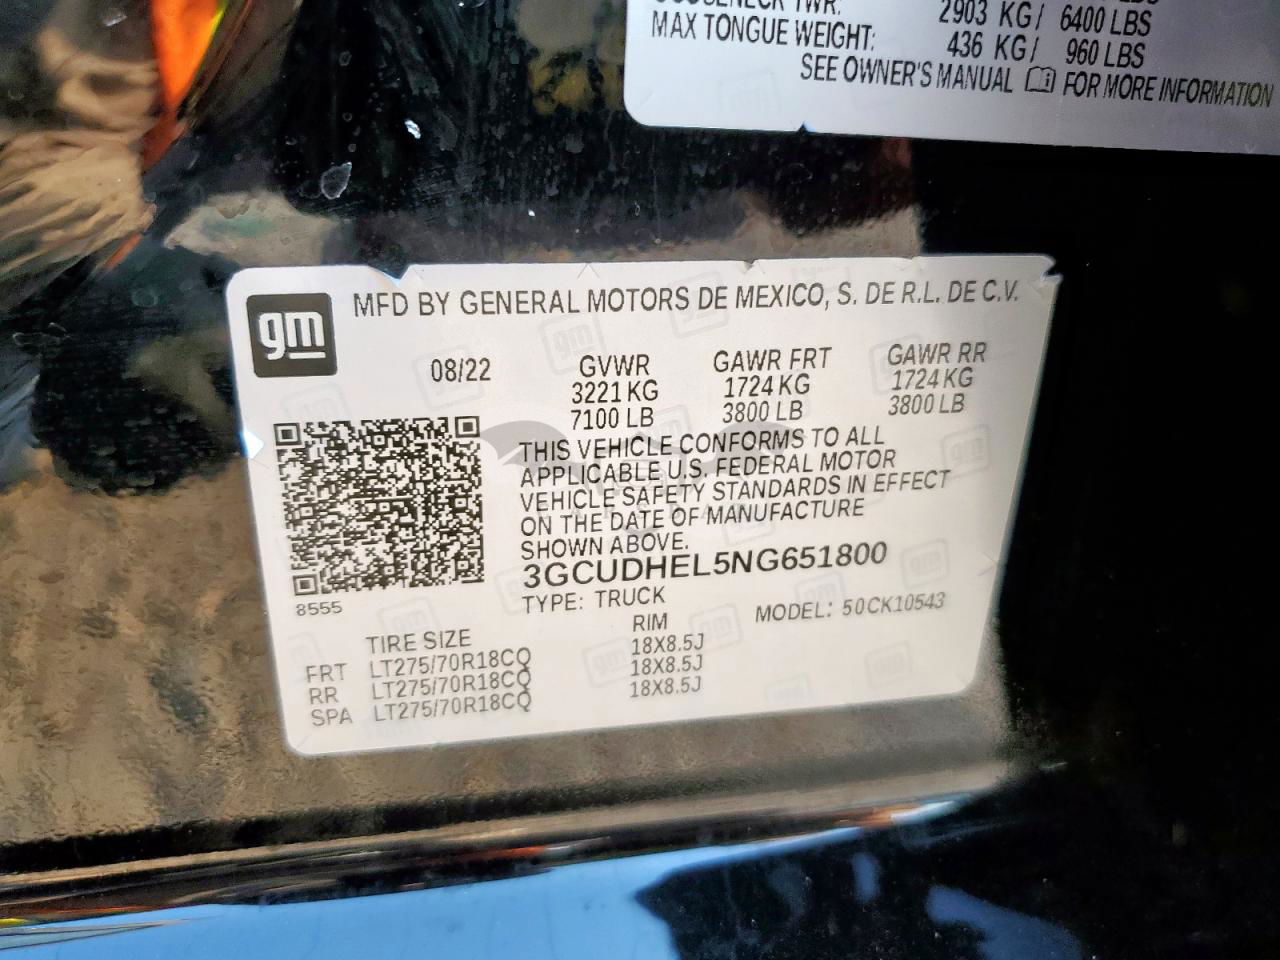 2903 KG/ 6400 LBS
MAX TONGUE WEIGHT: 436 KG/ 960 LBS
SEE OWNER'S MANUAL FOR MORE INFORMATION
gm
MFD BY GENERAL MOTORS DE MEXICO, S. DE R.L. DE C.V.
08/22 GVWR GAWR FRT GAWR RR
3221 KG 1724 KG 1724 KG
7100 LB 3800 LB 3800 LB
THIS VEHICLE CONFORMS TO ALL
APPLICABLE U.S. FEDERAL MOTOR
VEHICLE SAFETY STANDARDS IN EFFECT
ON THE DATE OF MANUFACTURE
SHOWN ABOVE.
3GCUDHEL5NG651800
8555
TYPE: TRUCK MODEL: 50CK10543
TIRE SIZE RIM
FRT LT275/70R18CQ 18X8.5J
RR LT275/70R18CQ 18X8.5J
SPA LT275/70R18CQ 18X8.5J